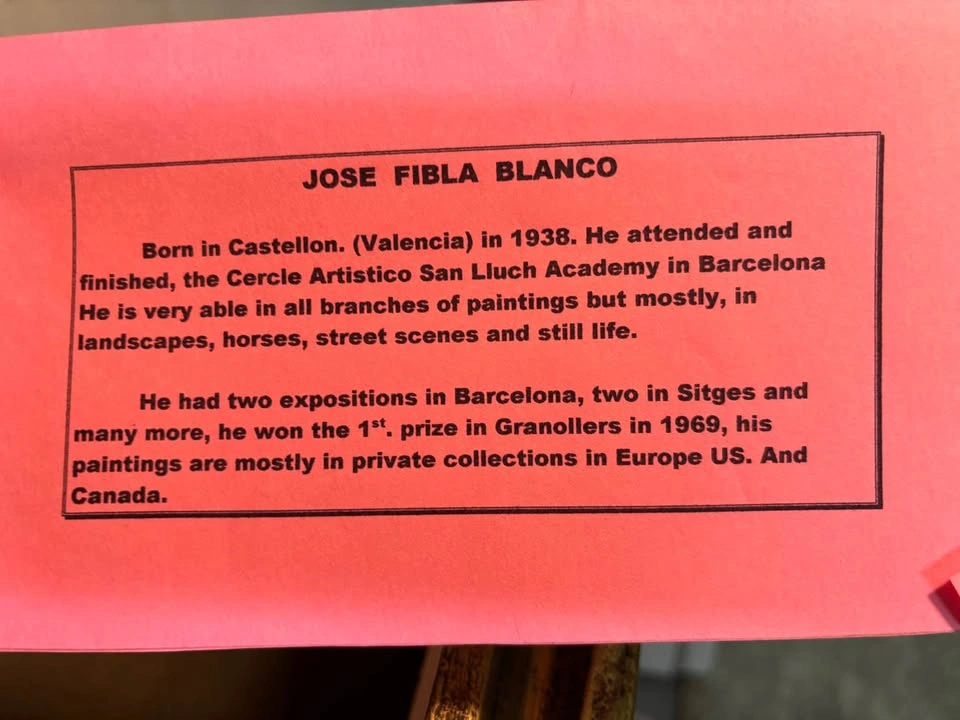 JOSE FIBLA BLANCO
Born in Castellon. (Valencia) in 1938. He attended and
finished, the Cercle Artistico San Lluch Academy in Barcelona
He is very able in all branches of paintings but mostly, in
landscapes, horses, street scenes and still life.
He had two expositions in Barcelona, two in Sitges and
many more, he won the 1st. prize in Granollers in 1969, his
paintings are mostly in private collections in Europe US. And
Canada.